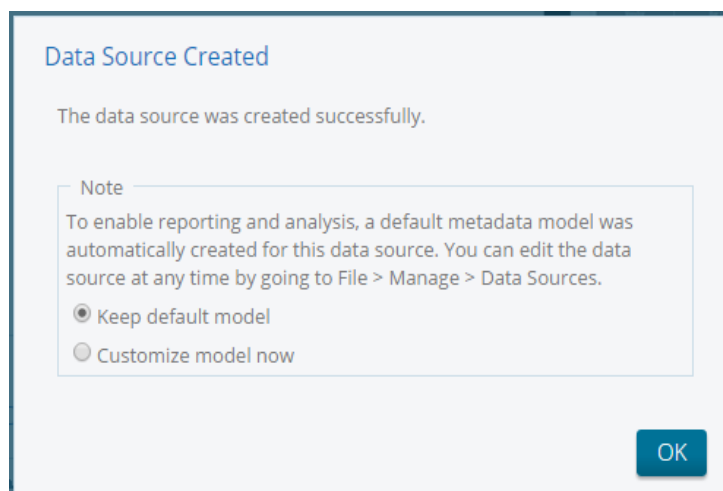 Data Source Created
The data source was created successfully.
Note
To enable reporting and analysis, a default metadata model was
automatically created for this data source. You can edit the data
source at any time by going to File > Manage > Data Sources.
Keep default model
Customize model now
OK